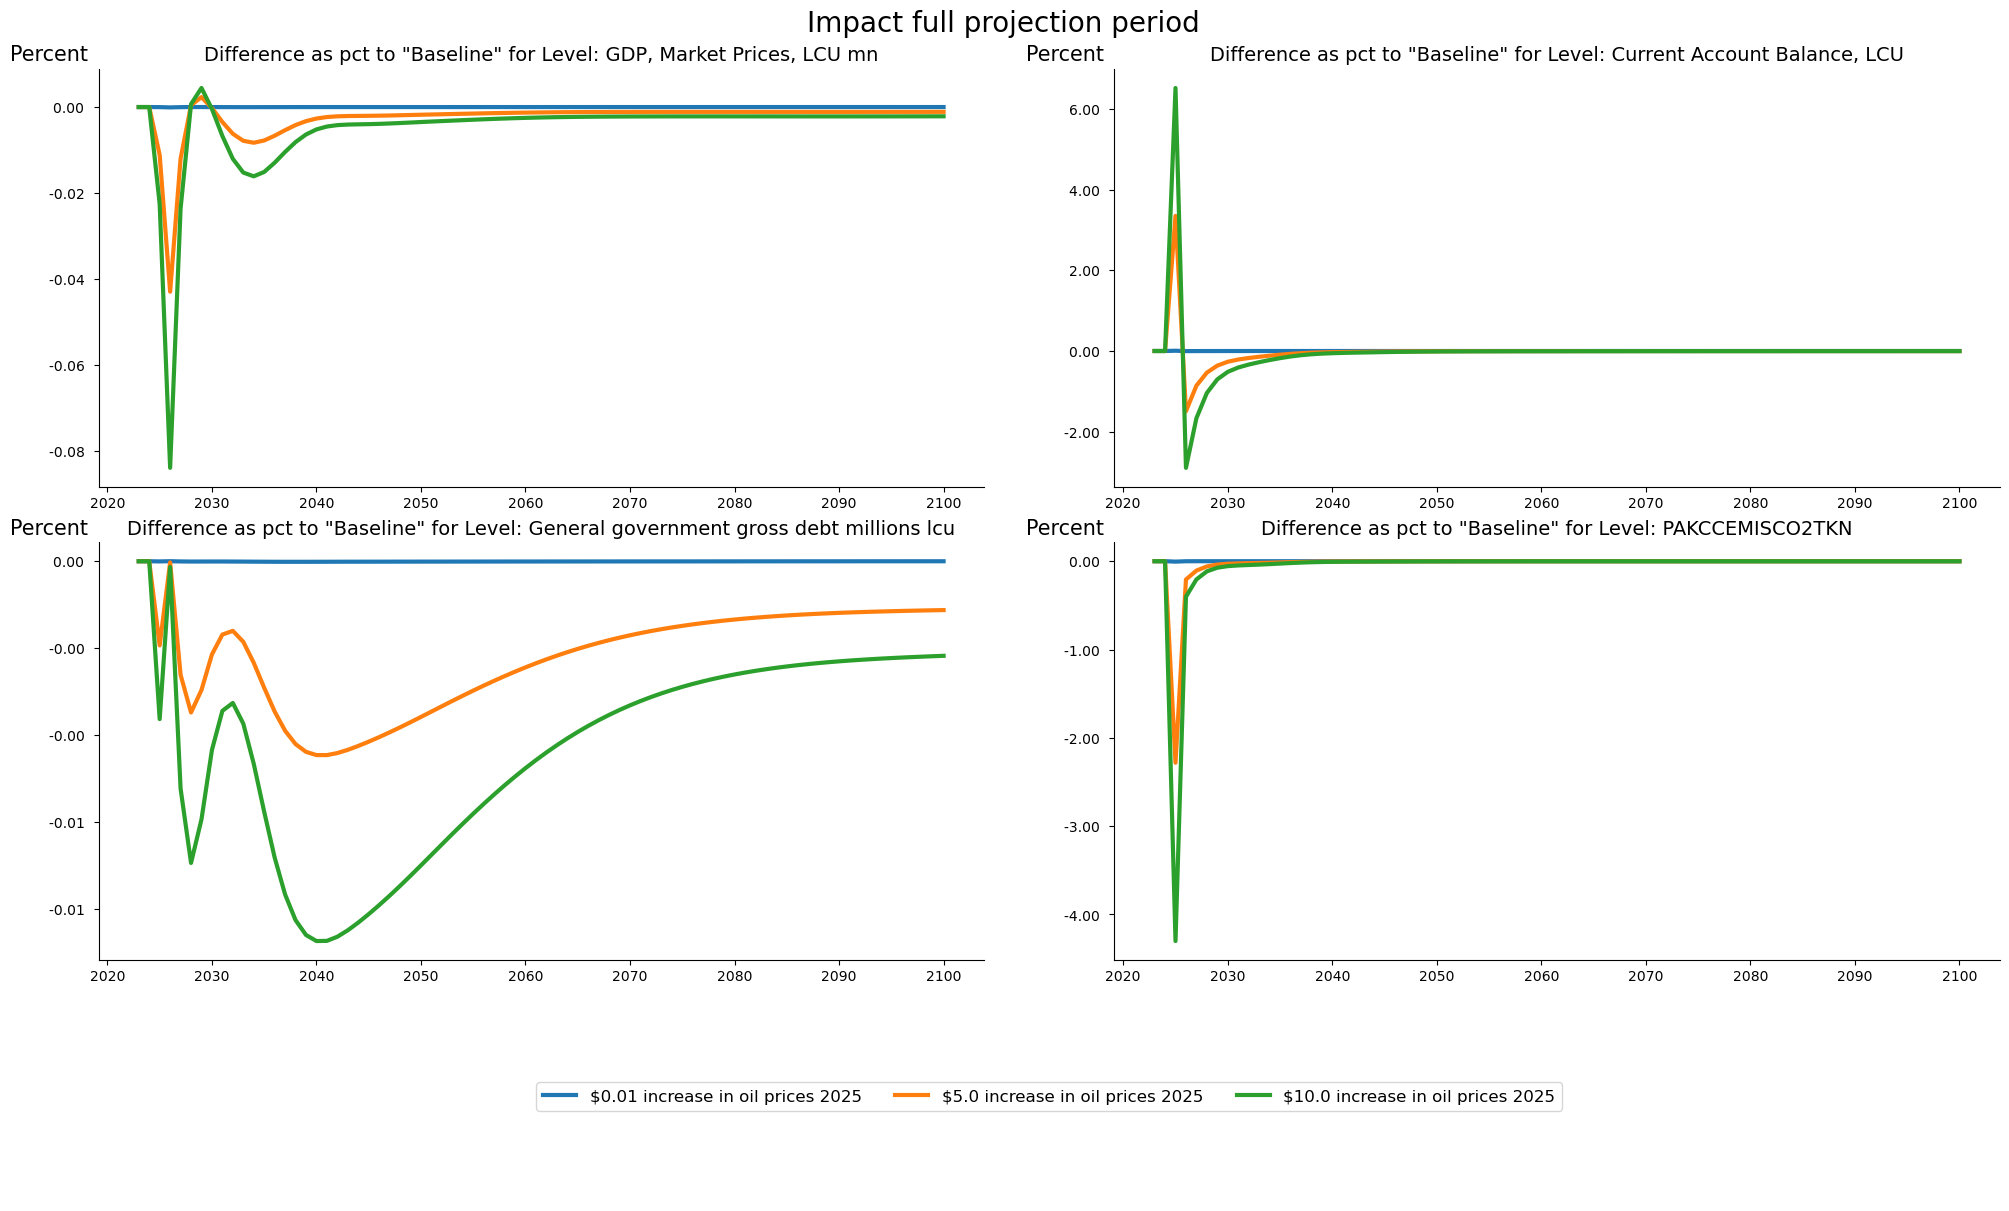 Impact full projection period
Percent
Difference as pct to "Baseline" for Level: GDP, Market Prices, LCU mn
0.00
-0.02
-0.04
-0.06
-0.08
2020 2030 2040 2050 2060 2070 2080 2090 2100
Percent
Difference as pct to "Baseline" for Level: Current Account Balance, LCU
6.00
4.00
2.00
0.00
-2.00
2020 2030 2040 2050 2060 2070 2080 2090 2100
Percent
Difference as pct to "Baseline" for Level: General government gross debt millions lcu
0.00
-0.00
-0.00
-0.01
-0.01
2020 2030 2040 2050 2060 2070 2080 2090 2100
Percent
Difference as pct to "Baseline" for Level: PAKCCEMISCO2TKN
0.00
-1.00
-2.00
-3.00
-4.00
2020 2030 2040 2050 2060 2070 2080 2090 2100
$0.01 increase in oil prices 2025 $5.0 increase in oil prices 2025 $10.0 increase in oil prices 2025